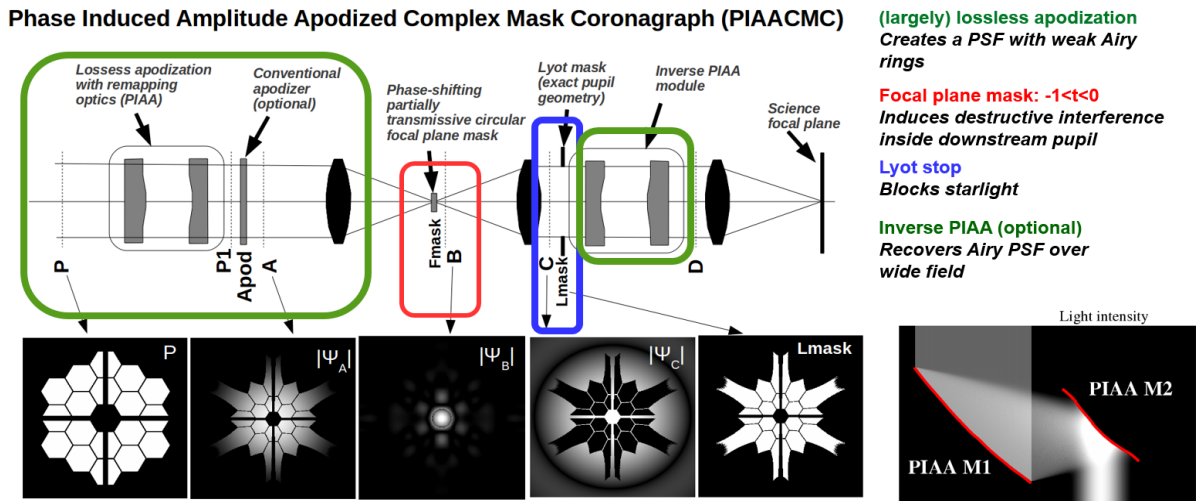 Phase Induced Amplitude Apodized Complex Mask Coronagraph (PIAACMC)
Lossess apodization
with remapping
optics (PIAA)
Conventional
apodizer
(optional)
Phase-shifting
partially
transmissive circular
focal plane mask
Lyot mask
(exact pupil
geometry)
Inverse PIAA
module
Science focal
plane
P
P1
Apod
A
Fmask
B
C
Lmask
D
P
|Ψ_A|
|Ψ_B|
|Ψ_C|
Lmask
(largely) lossless apodization
Creates a PSF with weak Airy
rings
Focal plane mask: -1<t<0
Induces destructive interference
inside downstream pupil
Lyot stop
Blocks starlight
Inverse PIAA (optional)
Recovers Airy PSF over
wide field
Light intensity
PIAA M2
PIAA M1